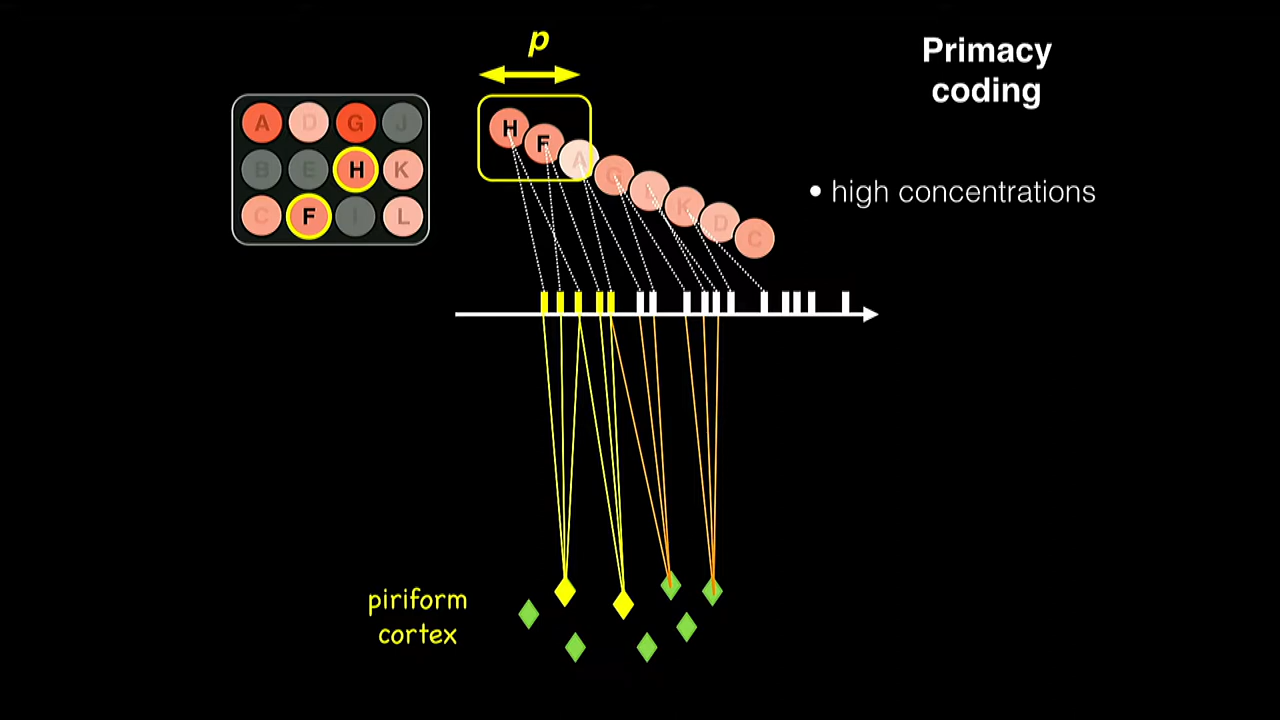 p
Primacy
coding
A D G J
B E H K
C F I L
H F A G L K D C
• high concentrations
piriform
cortex